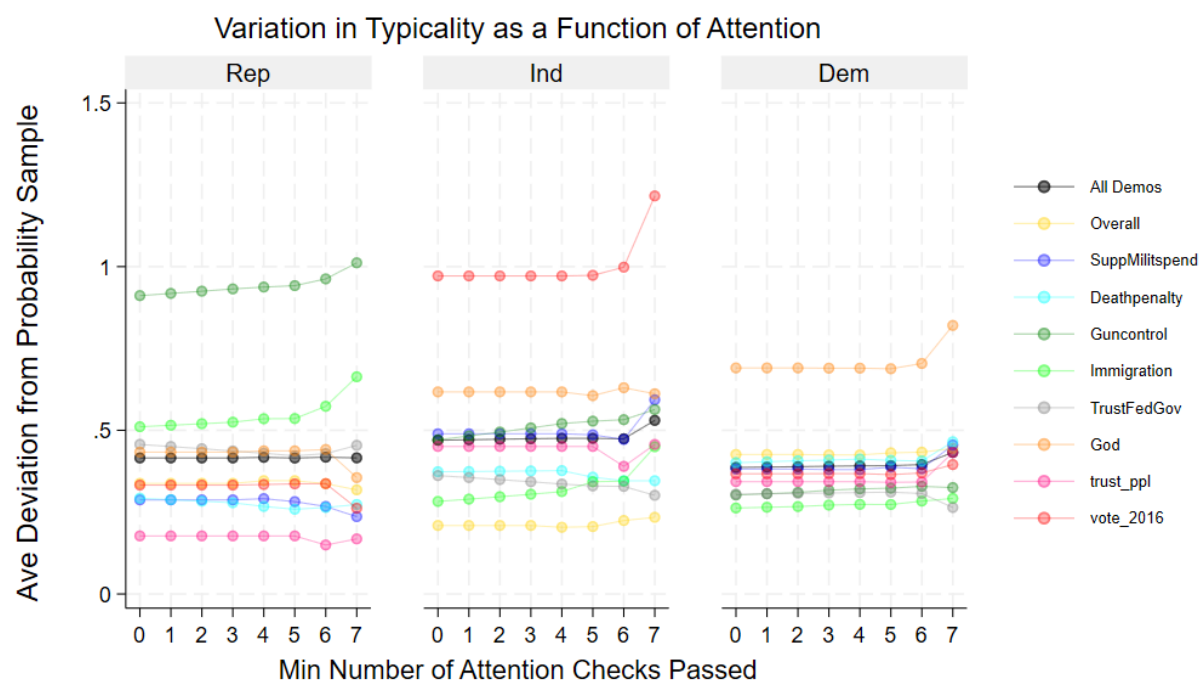 Variation in Typicality as a Function of Attention
Rep
Ind
Dem
Ave Deviation from Probability Sample
1.5
1
.5
0
0 1 2 3 4 5 6 7
0 1 2 3 4 5 6 7
0 1 2 3 4 5 6 7
Min Number of Attention Checks Passed
All Demos
Overall
SuppMilitspend
Deathpenalty
Guncontrol
Immigration
TrustFedGov
God
trust_ppl
vote_2016